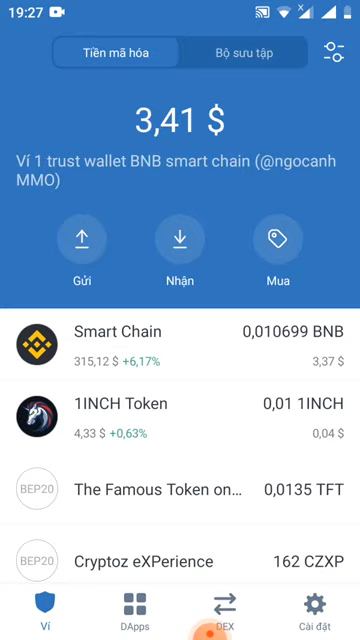 19:27
Tiền mã hóa
Bộ sưu tập
3,41 $
Ví 1 trust wallet BNB smart chain (@ngocanh
MMO)
Gửi
Nhận
Mua
Smart Chain
0,010699 BNB
315,12 $ +6,17%
3,37 $
1INCH Token
0,01 1INCH
4,33 $ +0,63%
0,04 $
BEP20
The Famous Token on...
0,0135 TFT
BEP20
Cryptoz eXPerience
162 CZXP
Ví
DApps
DEX
Cài đặt